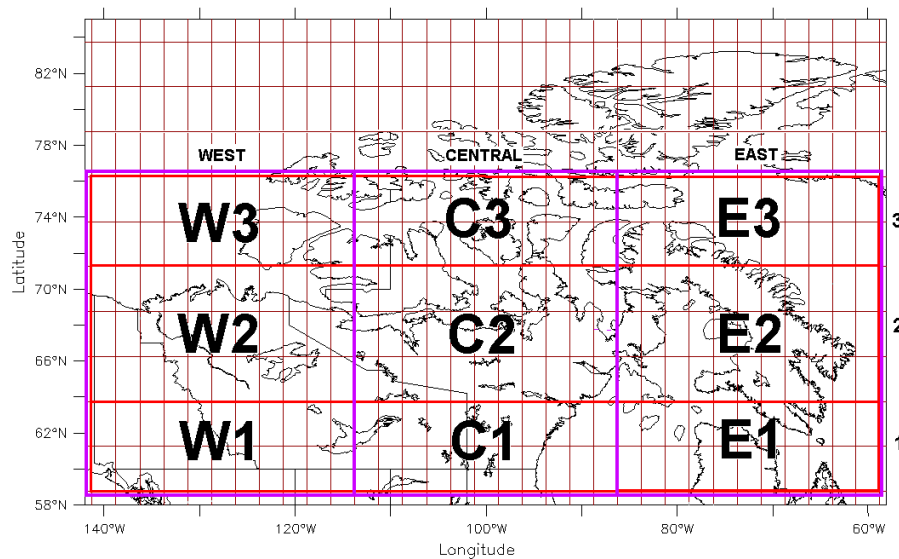 82°N
78°N
WEST CENTRAL EAST
74°N
W3 C3 E3 3
70°N
W2 C2 E2 2
66°N
62°N
W1 C1 E1 1
58°N
140°W 120°W 100°W 80°W 60°W
Longitude
Latitude